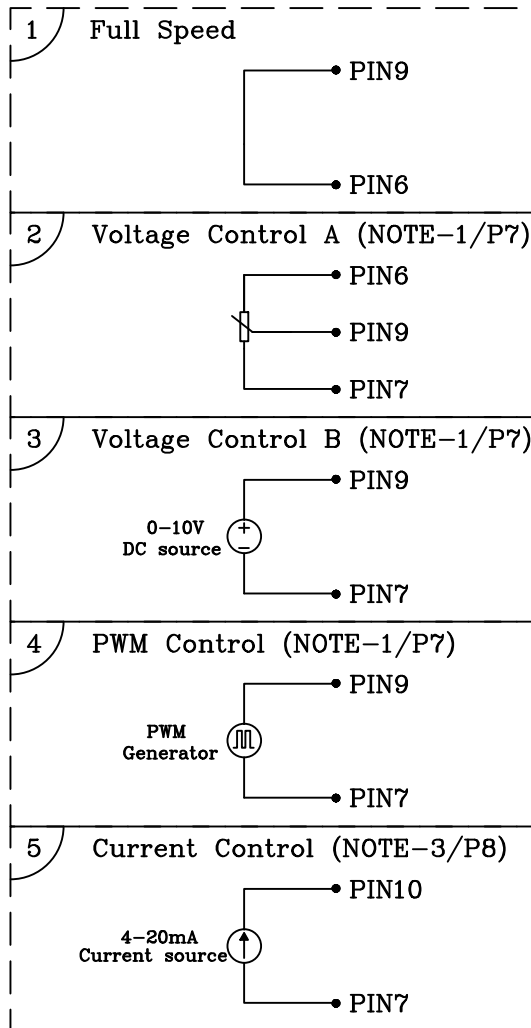 1 Full Speed
PIN9
PIN6
2 Voltage Control A (NOTE-1/P7)
PIN6
PIN9
PIN7
3 Voltage Control B (NOTE-1/P7)
PIN9
0-10V
DC source
PIN7
4 PWM Control (NOTE-1/P7)
PIN9
PWM
Generator
PIN7
5 Current Control (NOTE-3/P8)
PIN10
4-20mA
Current source
PIN7